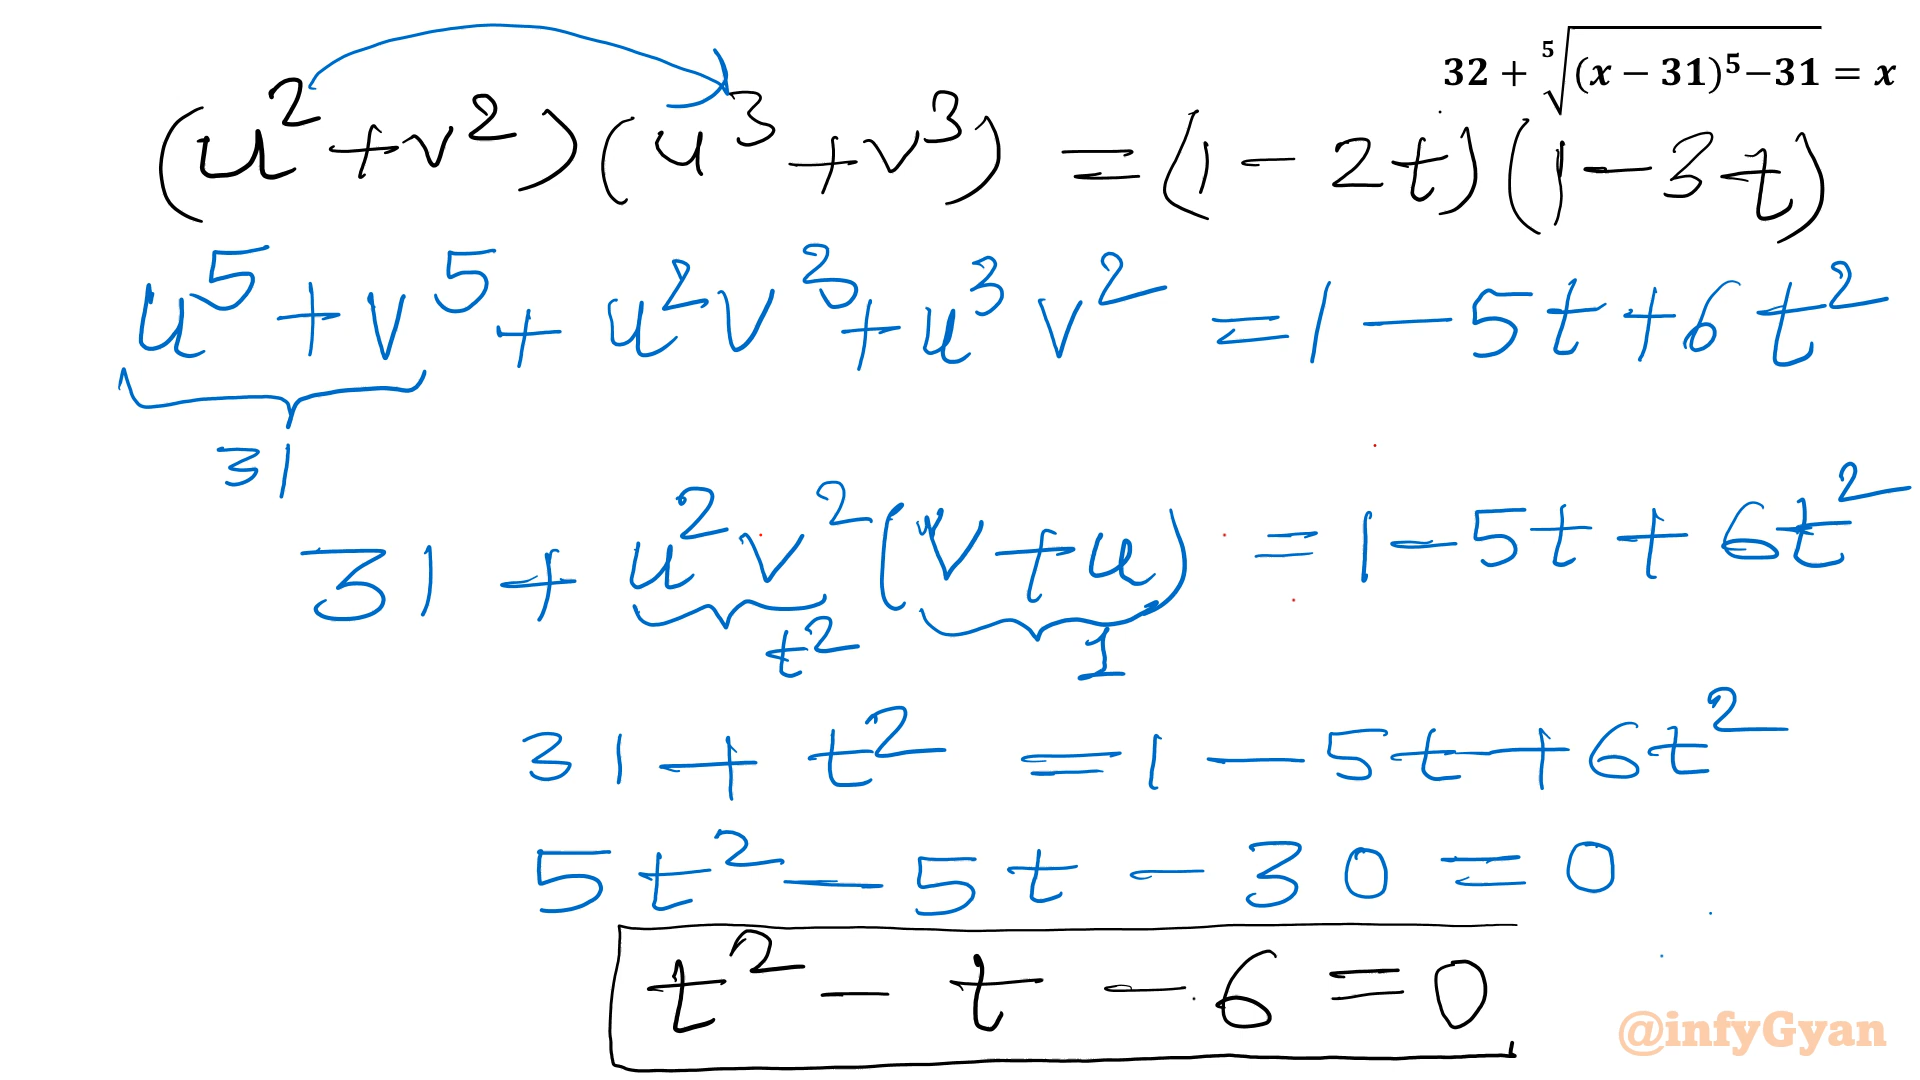 32 + ⁵√((x − 31)⁵−31) = x
(u² + v²)(u³ + v³) = (1 − 2t)(1 − 3t)
u⁵ + v⁵ + u²v³ + u³v² = 1 − 5t + 6t²
31
31 + u²v²(v + u) = 1 − 5t + 6t²
t² 1
31 + t² = 1 − 5t + 6t²
5t² − 5t − 30 = 0
t² − t − 6 = 0
@infyGyan